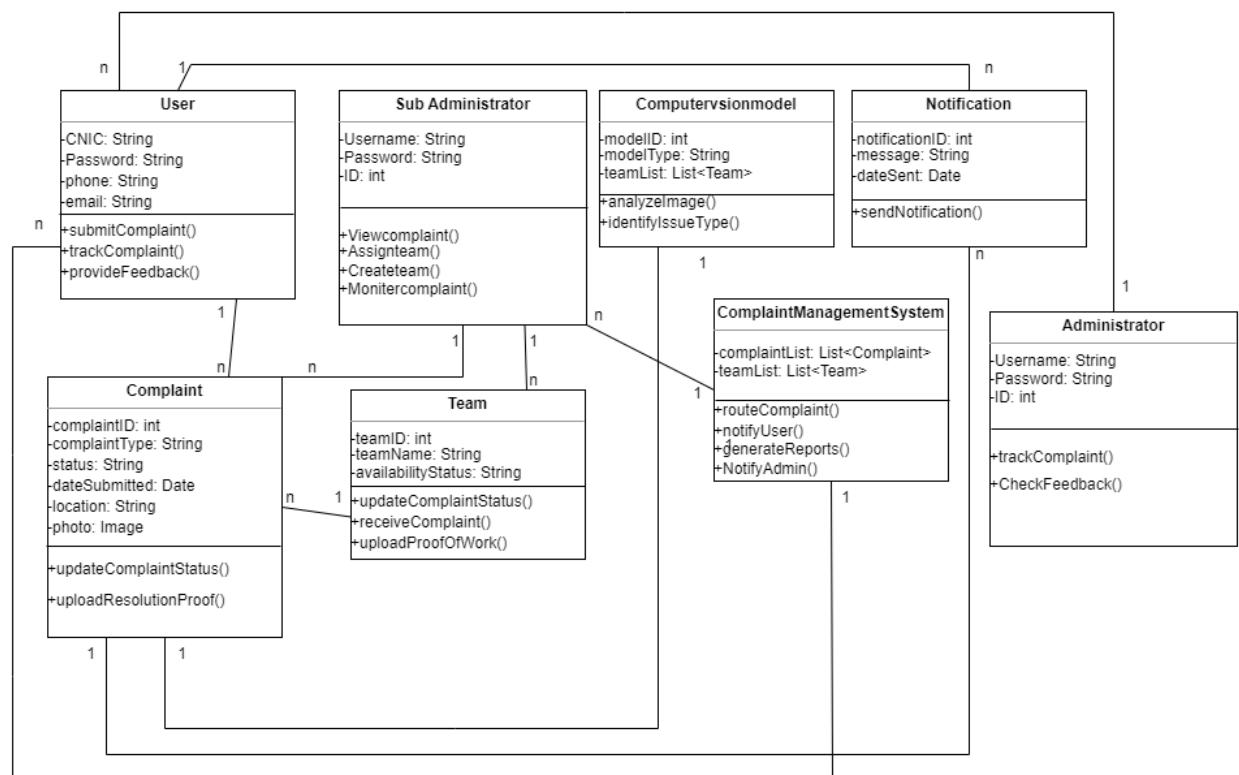 n
1
n
User
-CNIC: String
-Password: String
-phone: String
-email: String
+submitComplaint()
+trackComplaint()
+provideFeedback()
Sub Administrator
-Username: String
-Password: String
-ID: int
+Viewcomplaint()
+Assignteam()
+Createteam()
+Monitercomplaint()
Computervsionmodel
-modelID: int
-modelType: String
-teamList: List<Team>
+analyzeImage()
+identifyIssueType()
Notification
-notificationID: int
-message: String
-dateSent: Date
+sendNotification()
n
1
n
1
1
n
1
1
n
n
n
1
ComplaintManagementSystem
-complaintList: List<Complaint>
-teamList: List<Team>
+routeComplaint()
+notifyUser()
1
+generateReports()
+NotifyAdmin()
1
Administrator
-Username: String
-Password: String
-ID: int
+trackComplaint()
+CheckFeedback()
Complaint
-complaintID: int
-complaintType: String
-status: String
-dateSubmitted: Date
-location: String
-photo: Image
+updateComplaintStatus()
+uploadResolutionProof()
n
1
Team
-teamID: int
-teamName: String
-availabilityStatus: String
+updateComplaintStatus()
+receiveComplaint()
+uploadProofOfWork()
1
1